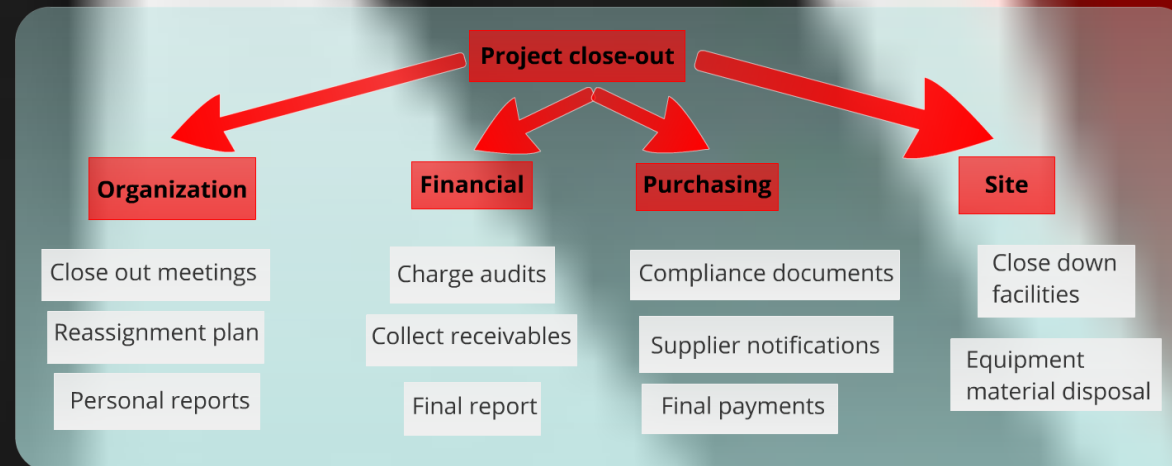 Project close-out
Organization
Financial
Purchasing
Site
Close out meetings
Reassignment plan
Personal reports
Charge audits
Collect receivables
Final report
Compliance documents
Supplier notifications
Final payments
Close down
facilities
Equipment
material disposal